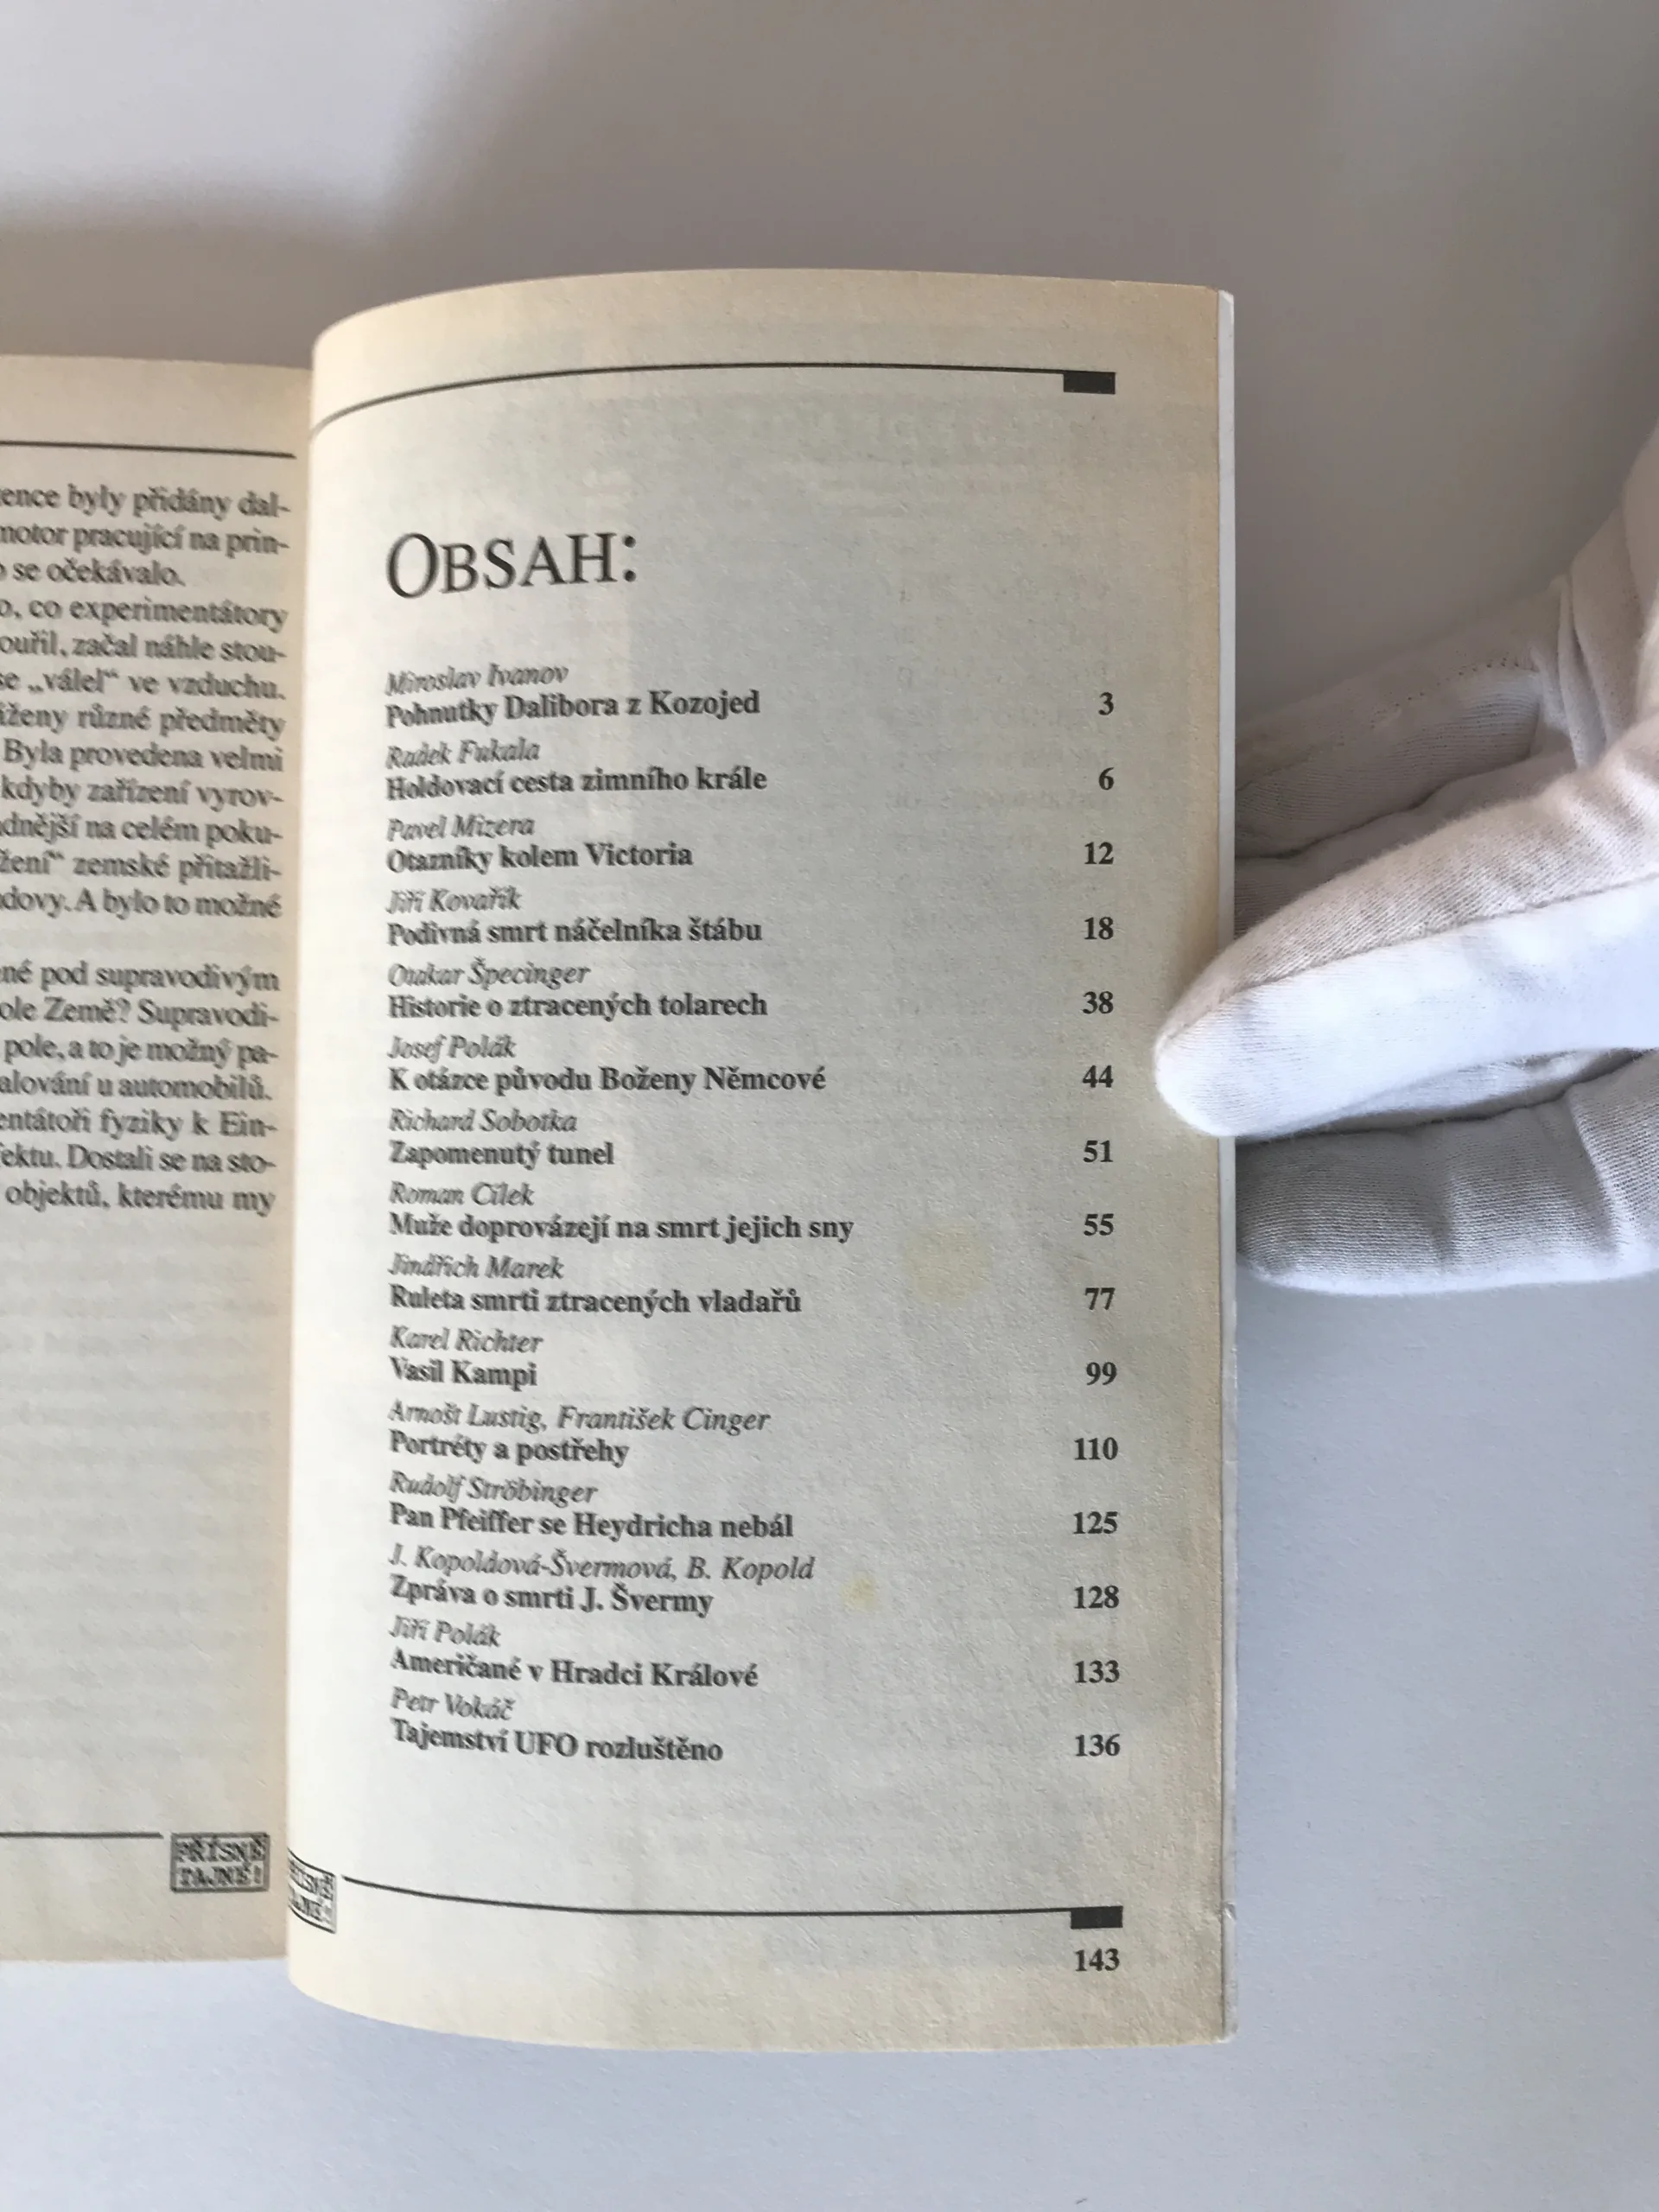 ence byly přidány dal-
motor pracující na prin-
se očekávalo.
o, co experimentátory
ouřil, začal náhle stou-
se „válel“ ve vzduchu.
ženy různé předměty
Byla provedena velmi
kdyby zařízení vyrov-
dnější na celém poku-
žení“ zemské přitažli-
dovy. A bylo to možné
né pod supravodivým
ole Země? Supravodi-
pole, a to je možný pa-
alování u automobilů.
entátoři fyziky k Ein-
ektu. Dostali se na sto-
objektů, kterému my
PŘÍSNĚ
TAJNÉ!
OBSAH:
Miroslav Ivanov
Pohnutky Dalibora z Kozojed 3
Radek Fukala
Holdovací cesta zimního krále 6
Pavel Mizera
Otazníky kolem Victoria 12
Jiří Kovařík
Podivná smrt náčelníka štábu 18
Otakar Špecinger
Historie o ztracených tolarech 38
Josef Polák
K otázce původu Boženy Němcové 44
Richard Sobotka
Zapomenutý tunel 51
Roman Cílek
Muže doprovázejí na smrt jejich sny 55
Jindřich Marek
Ruleta smrti ztracených vladařů 77
Karel Richter
Vasil Kampi 99
Arnošt Lustig, František Cinger
Portréty a postřehy 110
Rudolf Ströbinger
Pan Pfeiffer se Heydricha nebál 125
J. Kopoldová-Švermová, B. Kopold
Zpráva o smrti J. Švermy 128
Jiří Polák
Američané v Hradci Králové 133
Petr Vokáč
Tajemství UFO rozluštěno 136
143